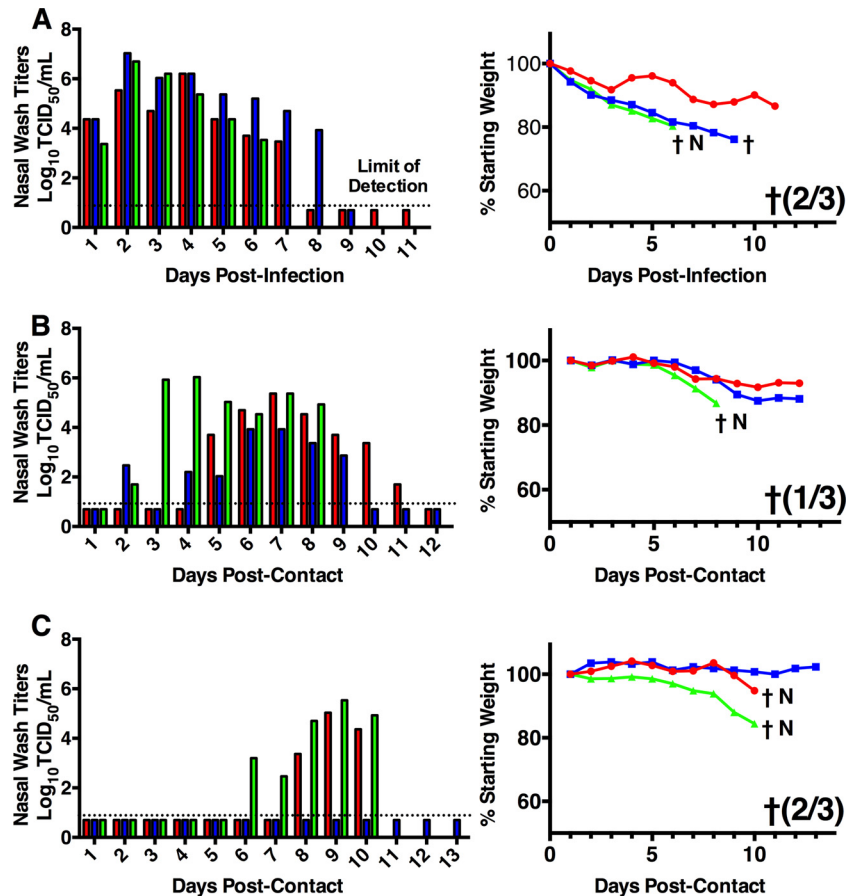 A
Nasal Wash Titers
Log10TCID50/mL
8
6
4
2
0
Limit of
Detection
1 2 3 4 5 6 7 8 9 10 11
Days Post-Infection
% Starting Weight
100
80
60
† N
†
†(2/3)
0 5 10
Days Post-Infection
B
Nasal Wash Titers
Log10TCID50/mL
8
6
4
2
0
1 2 3 4 5 6 7 8 9 10 11 12
Days Post-Contact
% Starting Weight
100
80
60
† N
†(1/3)
0 5 10
Days Post-Contact
C
Nasal Wash Titers
Log10TCID50/mL
8
6
4
2
0
1 2 3 4 5 6 7 8 9 10 11 12 13
Days Post-Contact
% Starting Weight
100
80
60
† N
† N
†(2/3)
0 5 10
Days Post-Contact